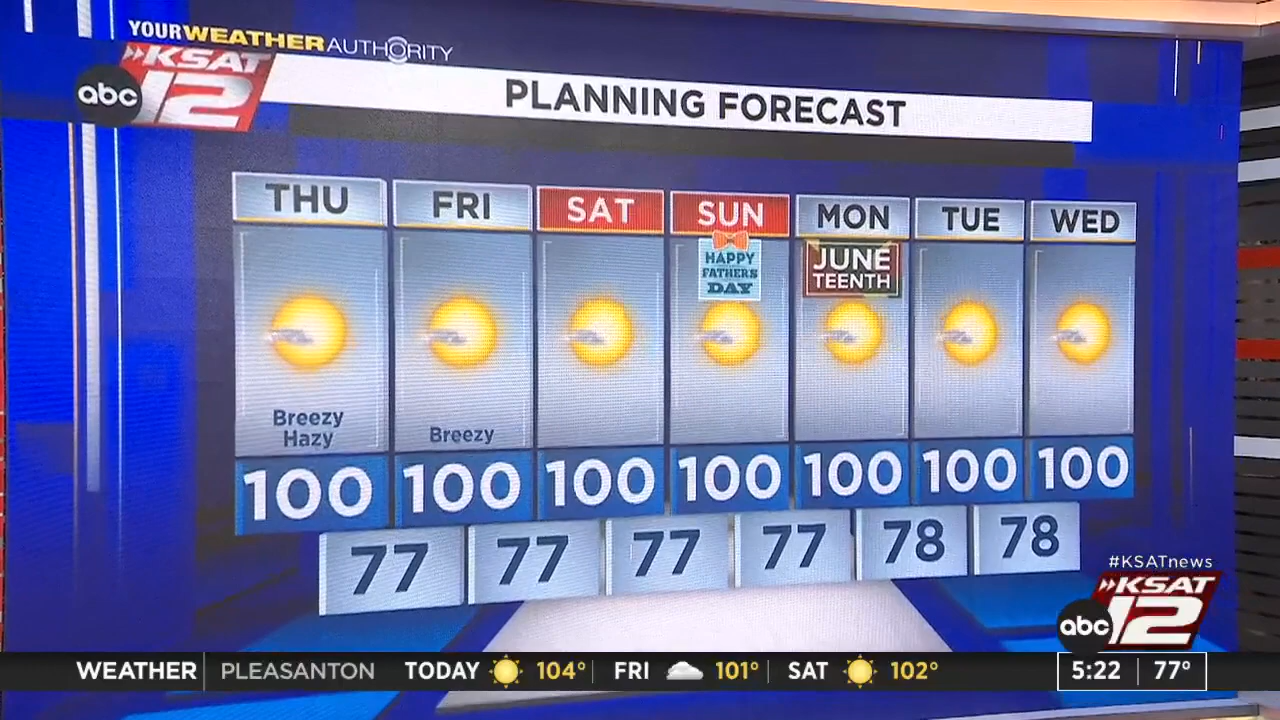 YOUR WEATHER AUTHORITY
KSAT
abc 12
PLANNING FORECAST
THU FRI SAT SUN MON TUE WED
HAPPY
FATHERS
DAY
JUNE
TEENTH
Breezy
Hazy
Breezy
100 100 100 100 100 100 100
77 77 77 77 78 78
#KSATnews
KSAT
abc 12
WEATHER PLEASANTON TODAY 104° FRI 101° SAT 102° 5:22 77°